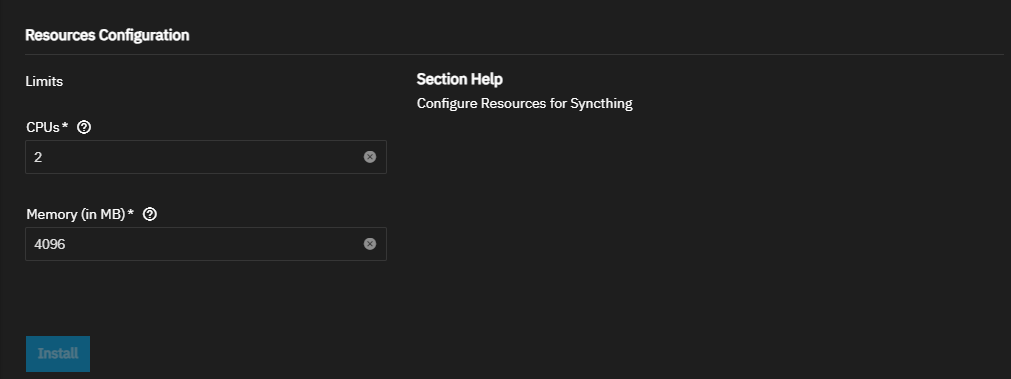 Resources Configuration
Limits
Section Help
Configure Resources for Syncthing
CPUs *
2
Memory (in MB) *
4096
Install